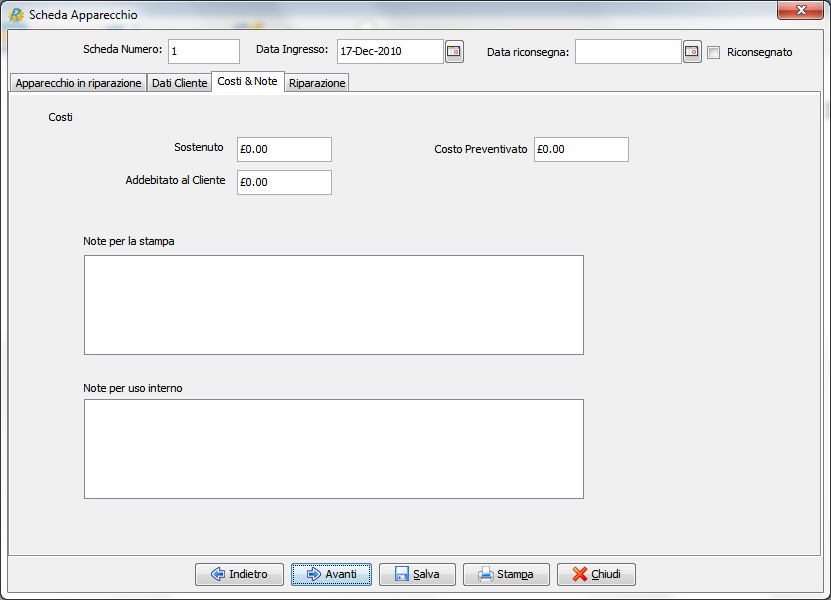 Scheda Apparecchio
Scheda Numero: 1 Data Ingresso: 17-Dec-2010 Data riconsegna: Riconsegnato
Apparecchio in riparazione Dati Cliente Costi & Note Riparazione
Costi
Sostenuto £0.00 Costo Preventivato £0.00
Addebitato al Cliente £0.00
Note per la stampa
Note per uso interno
Indietro Avanti Salva Stampa Chiudi